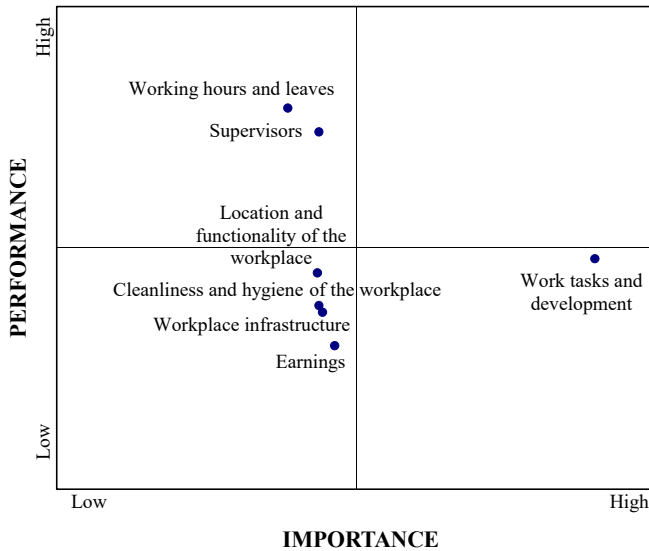 High
Working hours and leaves
Supervisors
PERFORMANCE
Location and
functionality of the
workplace
Cleanliness and hygiene of the workplace
Workplace infrastructure
Earnings
Work tasks and
development
Low
Low
High
IMPORTANCE